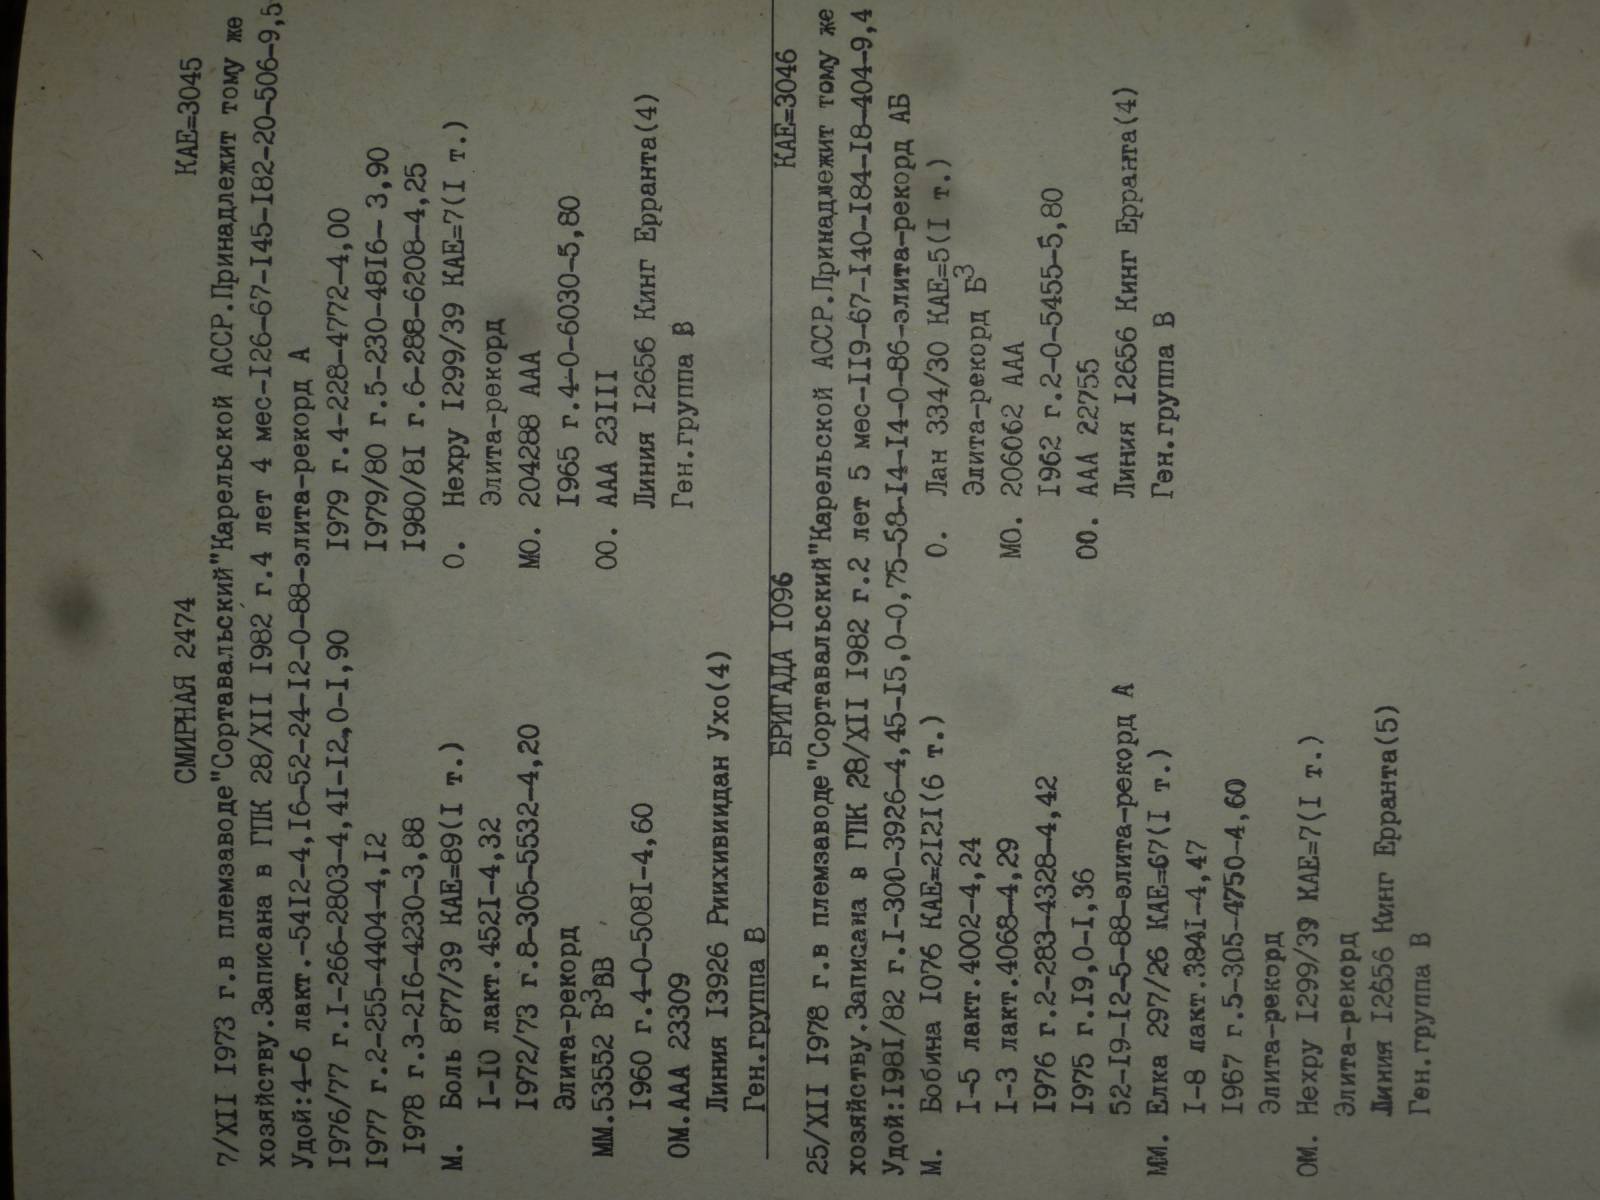 СМИРНАЯ 2474 КАЕ=3045
7/XII I973 г.в племзаводе"Сортавальский"Карельской АССР.Принадлежит тому же
хозяйству.Записана в ГПК 28/XII I982 г.4 лет 4 мес-I26-67-I45-I82-20-506-9,5
Удой:4-6 лакт.-54I2-4,I6-52-24-I2-0-88-элита-рекорд А
I976/77 г.I-266-2803-4,4I-I2,0-I,90 I979 г.4-228-4772-4,00
I977 г.2-255-4404-4,I2 I979/80 г.5-230-48I6- 3,90
I978 г.3-2I6-4230-3,88 I980/8I г.6-288-6208-4,25
М. Боль 877/39 КАЕ=89(I т.) О. Нехру I299/39 КАЕ=7(I т.)
I-I0 лакт.452I-4,32 Элита-рекорд
I972/73 г.8-305-5532-4,20 МО. 204288 ААА
Элита-рекорд I965 г.4-0-6030-5,80
ММ.53552 В³ВВ ОО. ААА 23III
I960 г.4-0-508I-4,60 Линия I2656 Кинг Ерранта(4)
ОМ.ААА 23309 Ген.группа В
Линия I3926 Риихивиидан Ухо(4)
Ген.группа В
БРИГАДА I096 КАЕ=3046
25/XII I978 г.в племзаводе"Сортавальский"Карельской АССР.Принадлежит тому же
хозяйству.Записана в ГПК 28/XII I982 г.2 лет 5 мес-II9-67-I40-I84-I8-404-9,4
Удой:I98I/82 г.I-300-3926-4,45-I5,0-0,75-58-I4-I4-0-86-элита-рекорд АБ
М. Бобина I076 КАЕ=2I2I(6 т.) О. Лан 334/30 КАЕ=5(I т.)
I-5 лакт.4002-4,24 Элита-рекорд Б³
I-3 лакт.4068-4,29 МО. 206062 ААА
I976 г.2-283-4328-4,42 I962 г.2-0-5455-5,80
I975 г.I9,0-I,36 ОО. ААА 22755
52-I9-I2-5-88-элита-рекорд А Линия I2656 Кинг Ерранта(4)
ММ. Елка 297/26 КАЕ=67(I т.) Ген.группа В
I-8 лакт.384I-4,47
I967 г.5-305-4750-4,60
Элита-рекорд
ОМ. Нехру I299/39 КАЕ=7(I т.)
Элита-рекорд
Линия I2656 Кинг Ерранта(5)
Ген.группа В